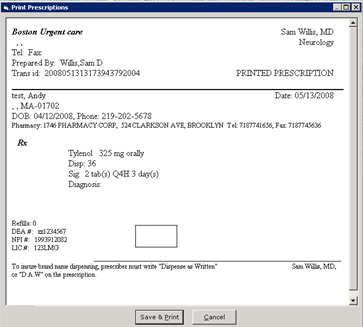 Print Prescriptions
Boston Urgent care
Sam Willis, MD
, ,
Neurology
Tel: Fax:
Prepared By: Willis,Sam D
Trans id: 2008051313173943792004
PRINTED PRESCRIPTION
test, Andy
Date: 05/13/2008
, , MA-01702
DOB: 04/12/2008, Phone: 219-202-5678
Pharmacy: 1746 PHARMACY CORP, 524 CLARKSON AVE, BROOKLYN Tel: 7187741656, Fax: 7187745636
Rx
Tylenol 325 mg orally
Disp: 36
Sig: 2 tab(s) Q4H 3 day(s)
Diagnosis:
Refills: 0
DEA #: zz1234567
NPI #: 1993912082
LIC.#: 123LMG
To insure brand name dispensing, prescriber must write "Dispense as Written"
Sam Willis, MD,
or "D.A.W" on the prescription.
Save & Print
Cancel